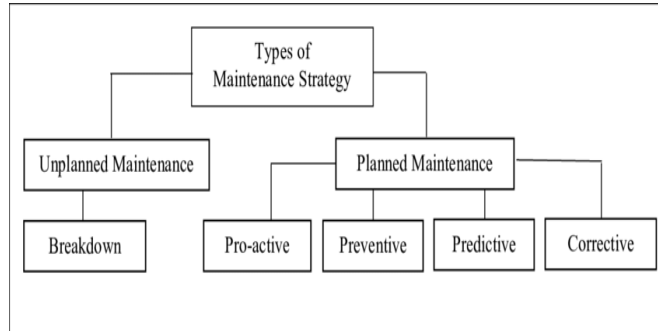 Types of
Maintenance Strategy
Unplanned Maintenance
Planned Maintenance
Breakdown
Pro-active
Preventive
Predictive
Corrective